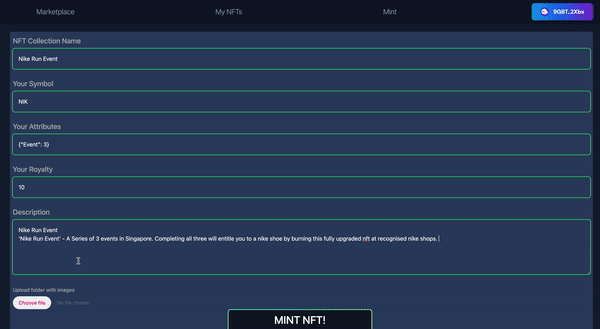 Marketplace
My NFTs
Mint
9G8T..2Xbx
NFT Collection Name
Nike Run Event
Your Symbol
NIK
Your Attributes
{"Event": 3}
Your Royalty
10
Description
Nike Run Event
'Nike Run Event' - A Series of 3 events in Singapore. Completing all three will entitle you to a nike shoe by burning this fully upgraded nft at recognised nike shops.
Upload folder with images
Choose file
No file chosen
MINT NFT!